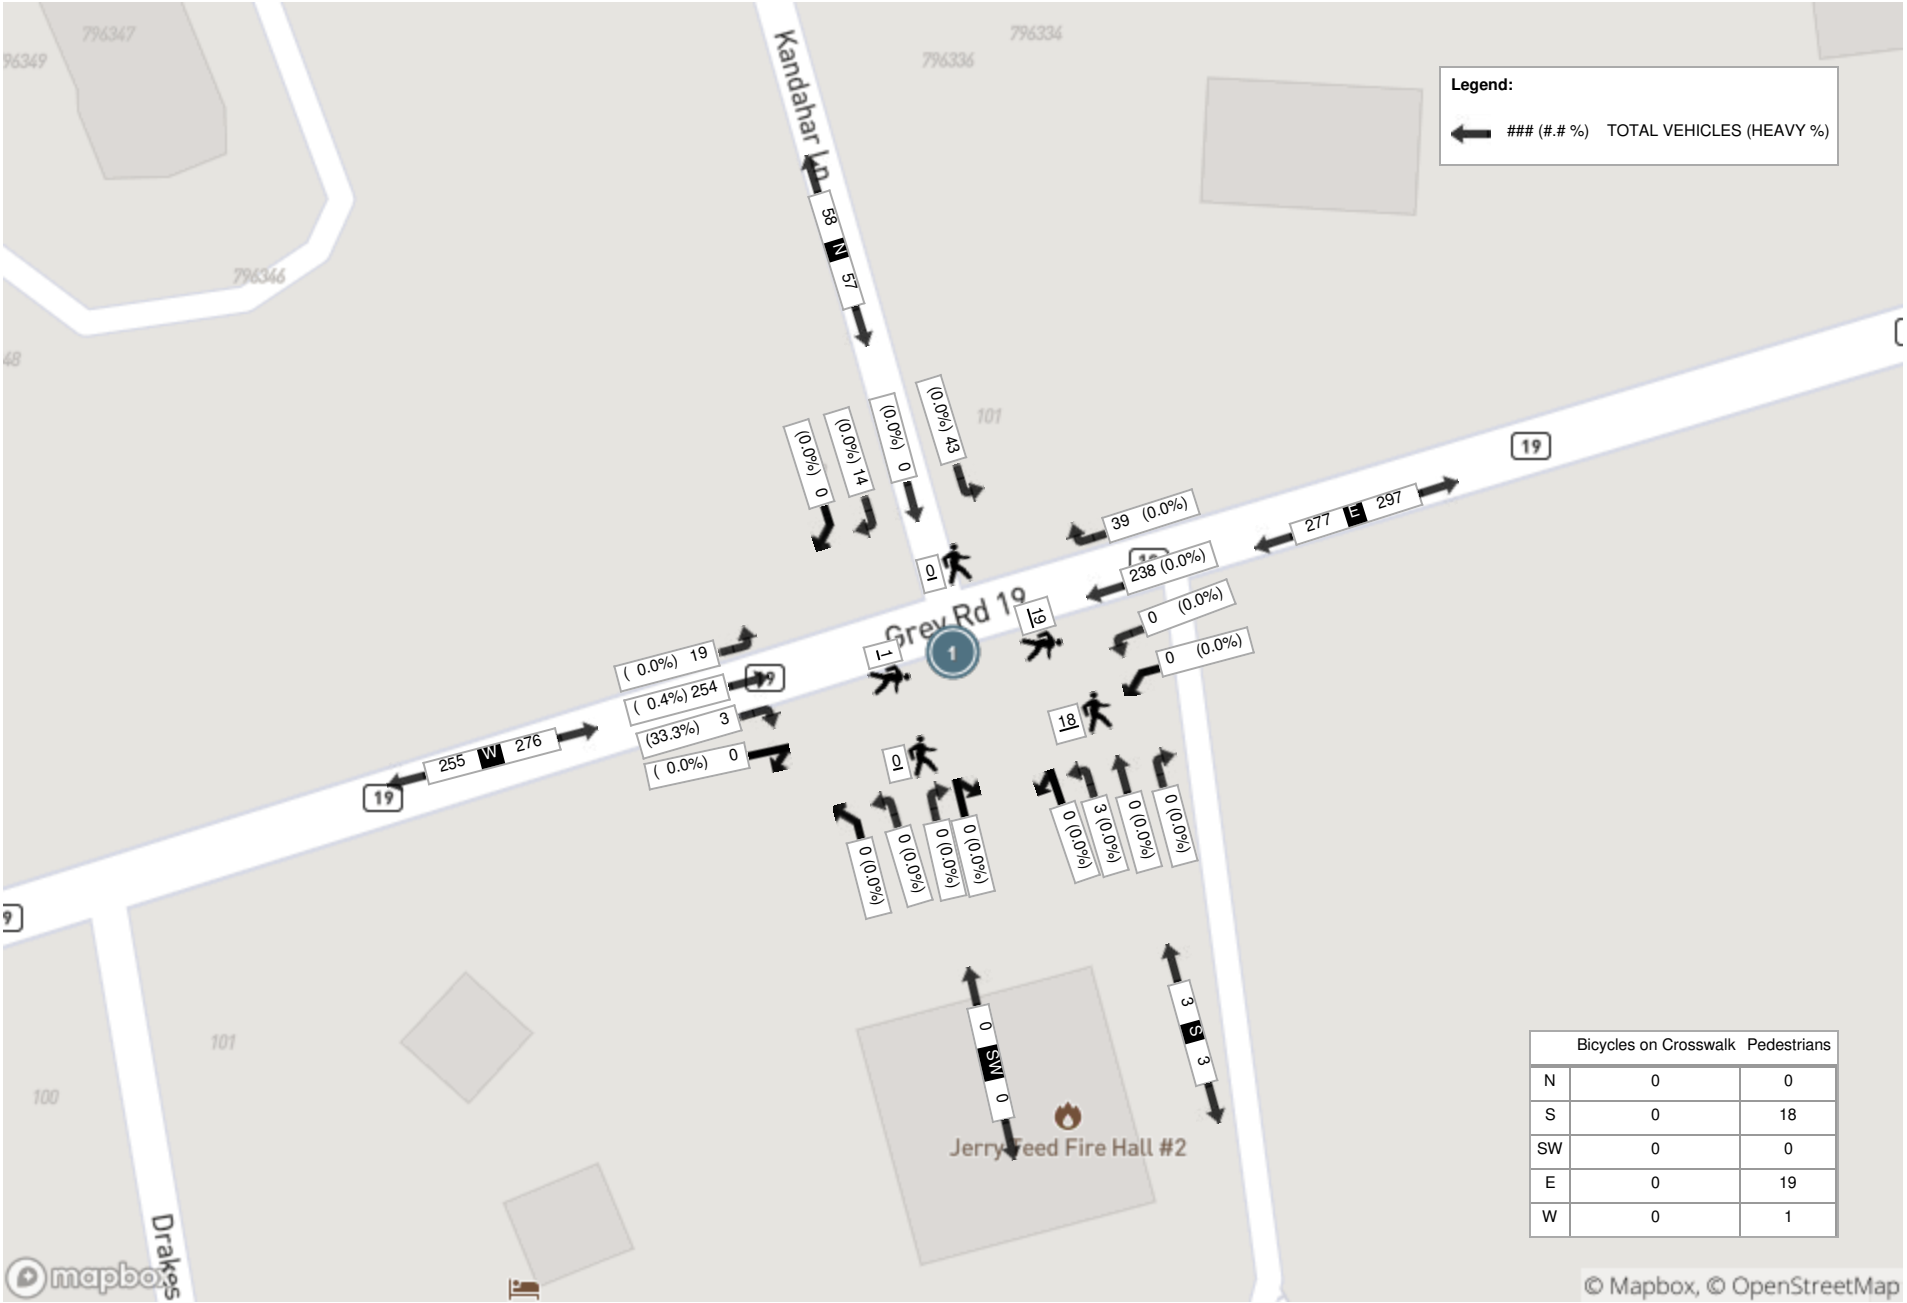 796347
796349
796334
796336
Kandahar Ln
Legend:
### (#.# %) TOTAL VEHICLES (HEAVY %)
58 N 57
796346
48
(0.0%) 0
(0.0%) 14
(0.0%) 0
(0.0%) 43
101
19
39 (0.0%)
277 E 297
238 (0.0%)
0 (0.0%)
0 (0.0%)
0
Grey Rd 19
19
1
1
( 0.0%) 19
( 0.4%) 254
(33.3%) 3
( 0.0%) 0
19
255 W 276
19
18
0
0 (0.0%)
0 (0.0%)
0 (0.0%)
0 (0.0%)
0 (0.0%)
3 (0.0%)
0 (0.0%)
0 (0.0%)
9
0 SW 0
3 S 3
101
100
Jerry Feed Fire Hall #2
Drakes
Bicycles on Crosswalk Pedestrians
N 0 0
S 0 18
SW 0 0
E 0 19
W 0 1
mapbox
© Mapbox, © OpenStreetMap